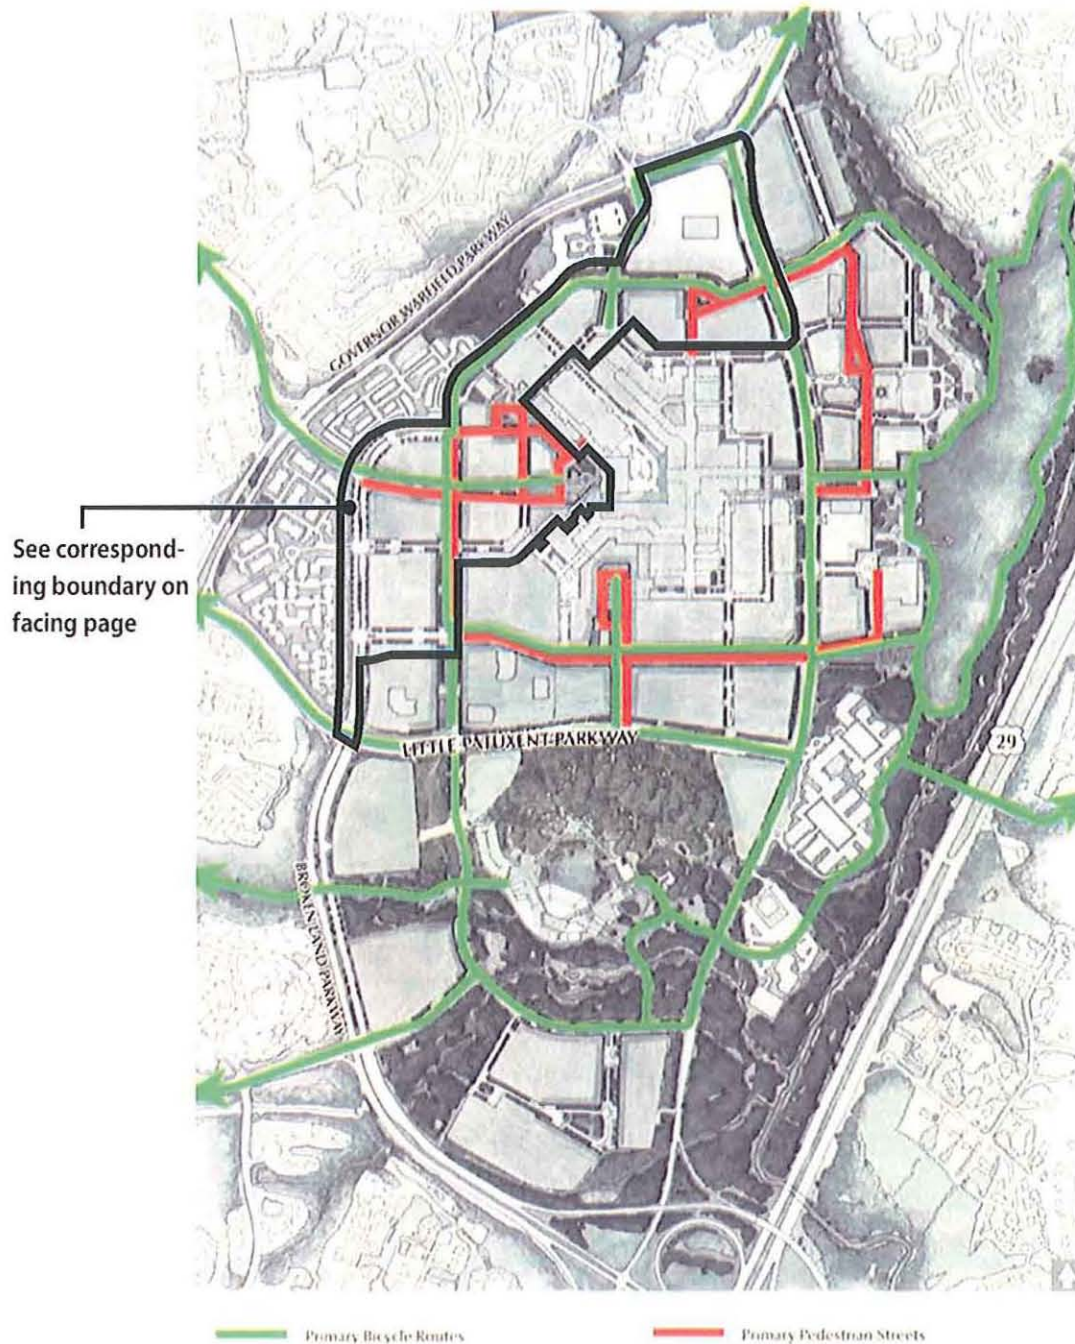 GOVERNOR WARFIELD PARKWAY
See correspond-
ing boundary on
facing page
LITTLE PATUXENT PARKWAY
29
BROKEN LAND PARKWAY
Primary Bicycle Routes
Primary Pedestrian Streets